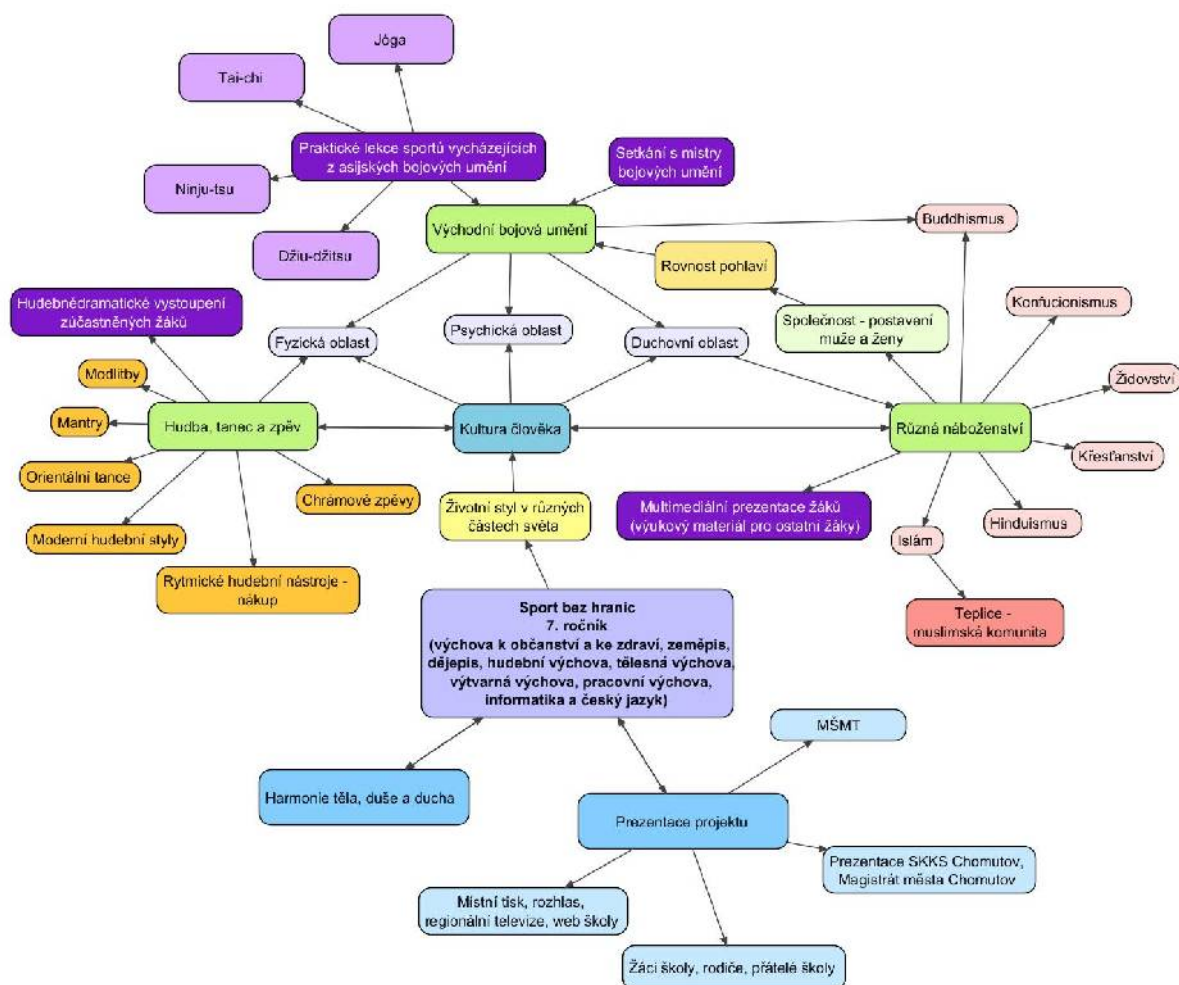 Jóga
Tai-chi
Praktické lekce sportů vycházejících
z asijských bojových umění
Setkání s mistry
bojových umění
Ninju-tsu
Džiu-džitsu
Východní bojová umění
Buddhismus
Rovnost pohlaví
Hudebnědramatické vystoupení
zúčastněných žáků
Konfucionismus
Společnost - postavení
muže a ženy
Fyzická oblast
Psychická oblast
Duchovní oblast
Modlitby
Židovství
Mantry
Hudba, tanec a zpěv
Kultura člověka
Různá náboženství
Křesťanství
Orientální tance
Chrámové zpěvy
Životní styl v různých
částech světa
Multimediální prezentace žáků
(výukový materiál pro ostatní žáky)
Hinduismus
Moderní hudební styly
Islám
Rytmické hudební nástroje -
nákup
Teplice -
muslimská komunita
Sport bez hranic
7. ročník
(výchova k občanství a ke zdraví, zeměpis,
dějepis, hudební výchova, tělesná výchova,
výtvarná výchova, pracovní výchova,
informatika a český jazyk)
MŠMT
Harmonie těla, duše a ducha
Prezentace projektu
Prezentace SKKS Chomutov,
Magistrát města Chomutov
Místní tisk, rozhlas,
regionální televize, web školy
Žáci školy, rodiče, přátelé školy